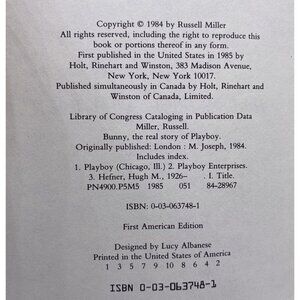 Copyright © 1984 by Russell Miller
All rights reserved, including the right to reproduce this
book or portions thereof in any form.
First published in the United States in 1985 by
Holt, Rinehart and Winston, 383 Madison Avenue,
New York, New York 10017.
Published simultaneously in Canada by Holt, Rinehart and
Winston of Canada, Limited.
Library of Congress Cataloging in Publication Data
Miller, Russell.
Bunny, the real story of Playboy.
Originally published: London : M. Joseph, 1984.
Includes index.
1. Playboy (Chicago, Ill.) 2. Playboy Enterprises.
3. Hefner, Hugh M., 1926– . I. Title.
PN4900.P5M5 1985 051 84-28967
ISBN: 0-03-063748-1
First American Edition
Designed by Lucy Albanese
Printed in the United States of America
1 3 5 7 9 10 8 6 4 2
ISBN 0-03-063748-1